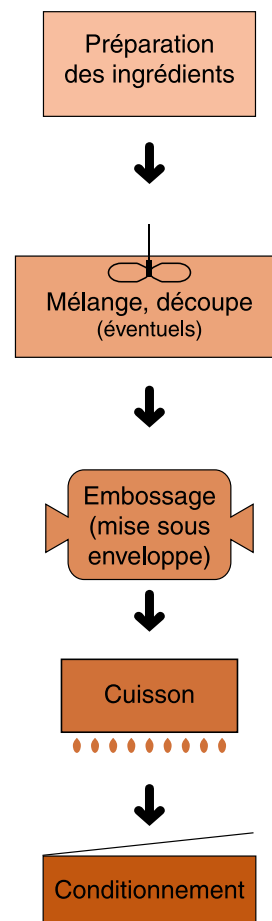 Préparation
des ingrédients
Mélange, découpe
(éventuels)
Embossage
(mise sous
enveloppe)
Cuisson
Conditionnement